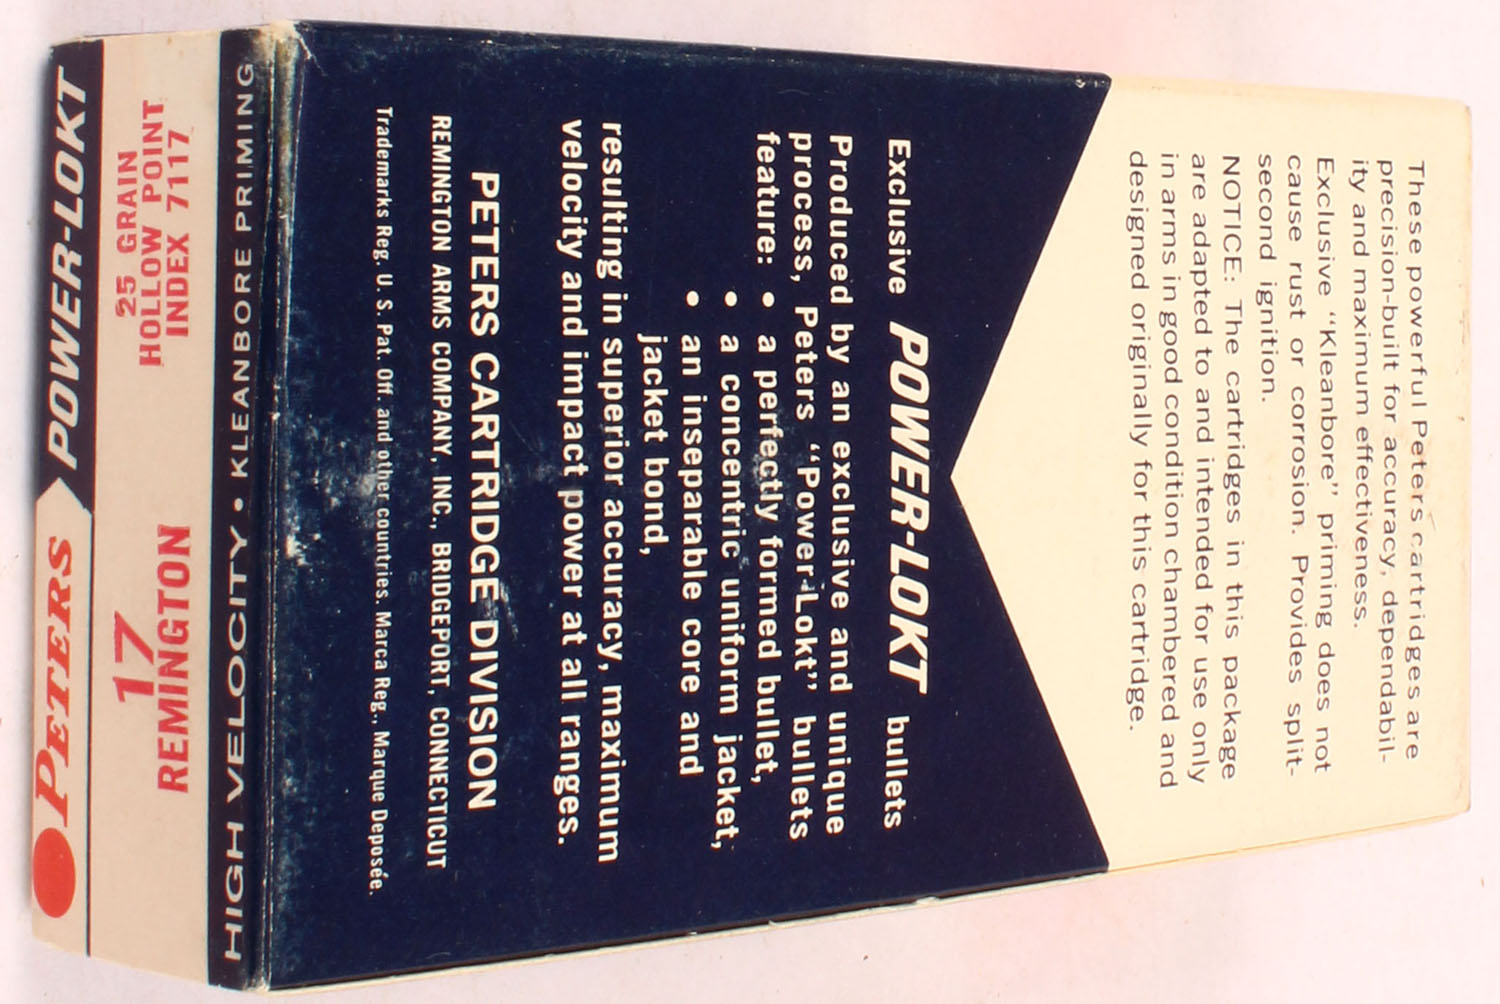 These powerful Peters cartridges are
precision-built for accuracy, dependabil-
ity and maximum effectiveness.
Exclusive "Kleanbore" priming does not
cause rust or corrosion. Provides split-
second ignition.
NOTICE: The cartridges in this package
are adapted to and intended for use only
in arms in good condition chambered and
designed originally for this cartridge.
Exclusive POWER-LOKT bullets
Produced by an exclusive and unique
process, Peters "Power-Lokt" bullets
feature: • a perfectly formed bullet,
• a concentric uniform jacket,
• an inseparable core and
jacket bond,
resulting in superior accuracy, maximum
velocity and impact power at all ranges.
PETERS CARTRIDGE DIVISION
REMINGTON ARMS COMPANY, INC., BRIDGEPORT, CONNECTICUT
Trademarks Reg. U. S. Pat. Off. and other countries. Marca Reg., Marque Deposée.
HIGH VELOCITY • KLEANBORE PRIMING
25 GRAIN
HOLLOW POINT
INDEX 7117
17
REMINGTON
PETERS POWER-LOKT